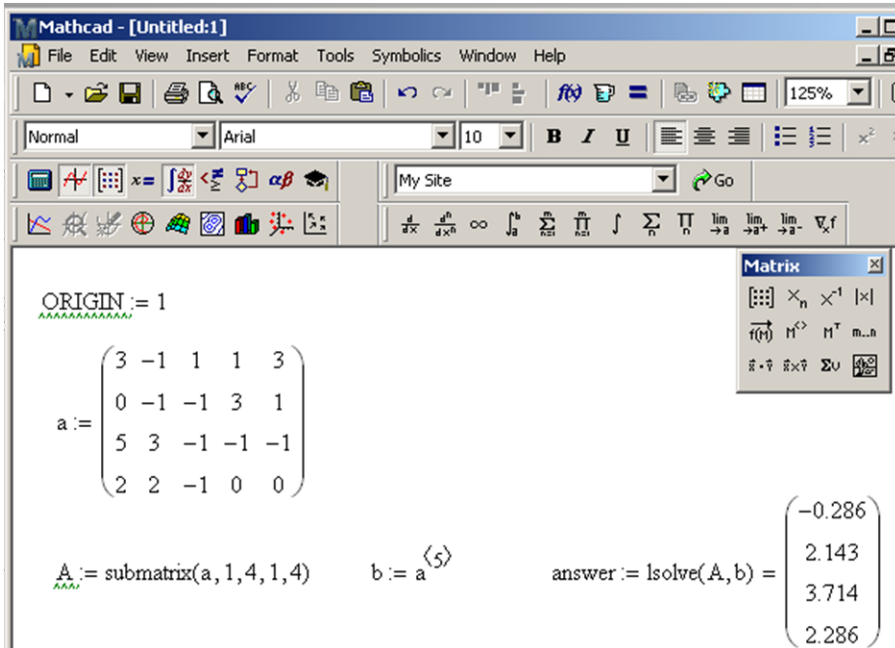 Mathcad - [Untitled:1]
File Edit View Insert Format Tools Symbolics Window Help
125%
Normal Arial 10 B I U
My Site Go
Matrix
ORIGIN := 1
a := ( 3 -1 1 1 3
0 -1 -1 3 1
5 3 -1 -1 -1
2 2 -1 0 0 )
A := submatrix(a, 1, 4, 1, 4) b := a^⟨5⟩ answer := lsolve(A, b) = ( -0.286
2.143
3.714
2.286 )